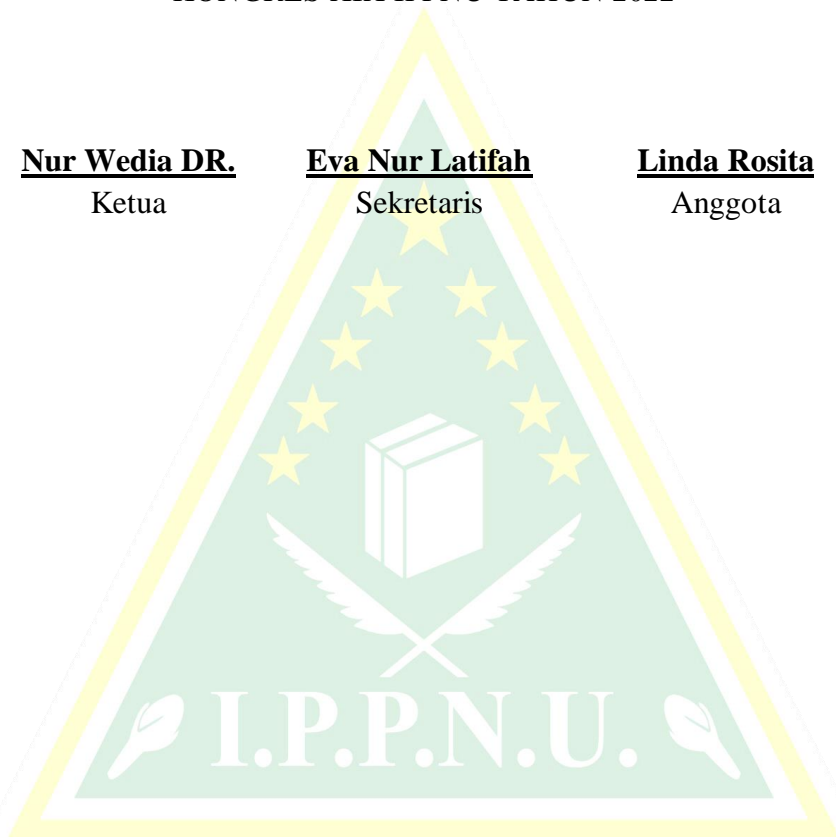 Nur Wedia DR. Eva Nur Latifah Linda Rosita
Ketua Sekretaris Anggota
I.P.P.N.U.